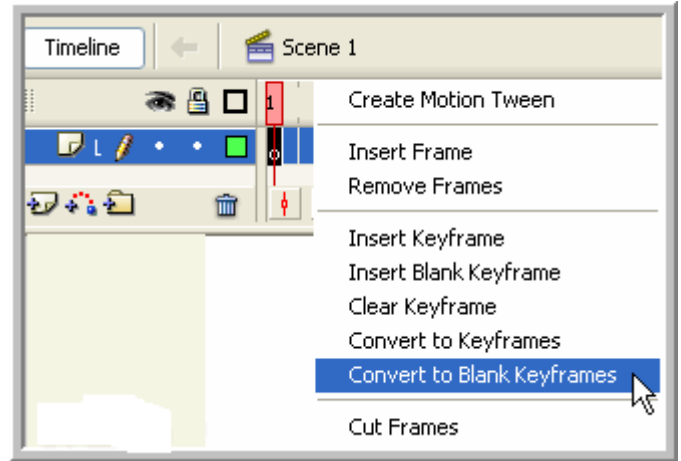 Timeline
Scene 1
1
L
Create Motion Tween
Insert Frame
Remove Frames
Insert Keyframe
Insert Blank Keyframe
Clear Keyframe
Convert to Keyframes
Convert to Blank Keyframes
Cut Frames